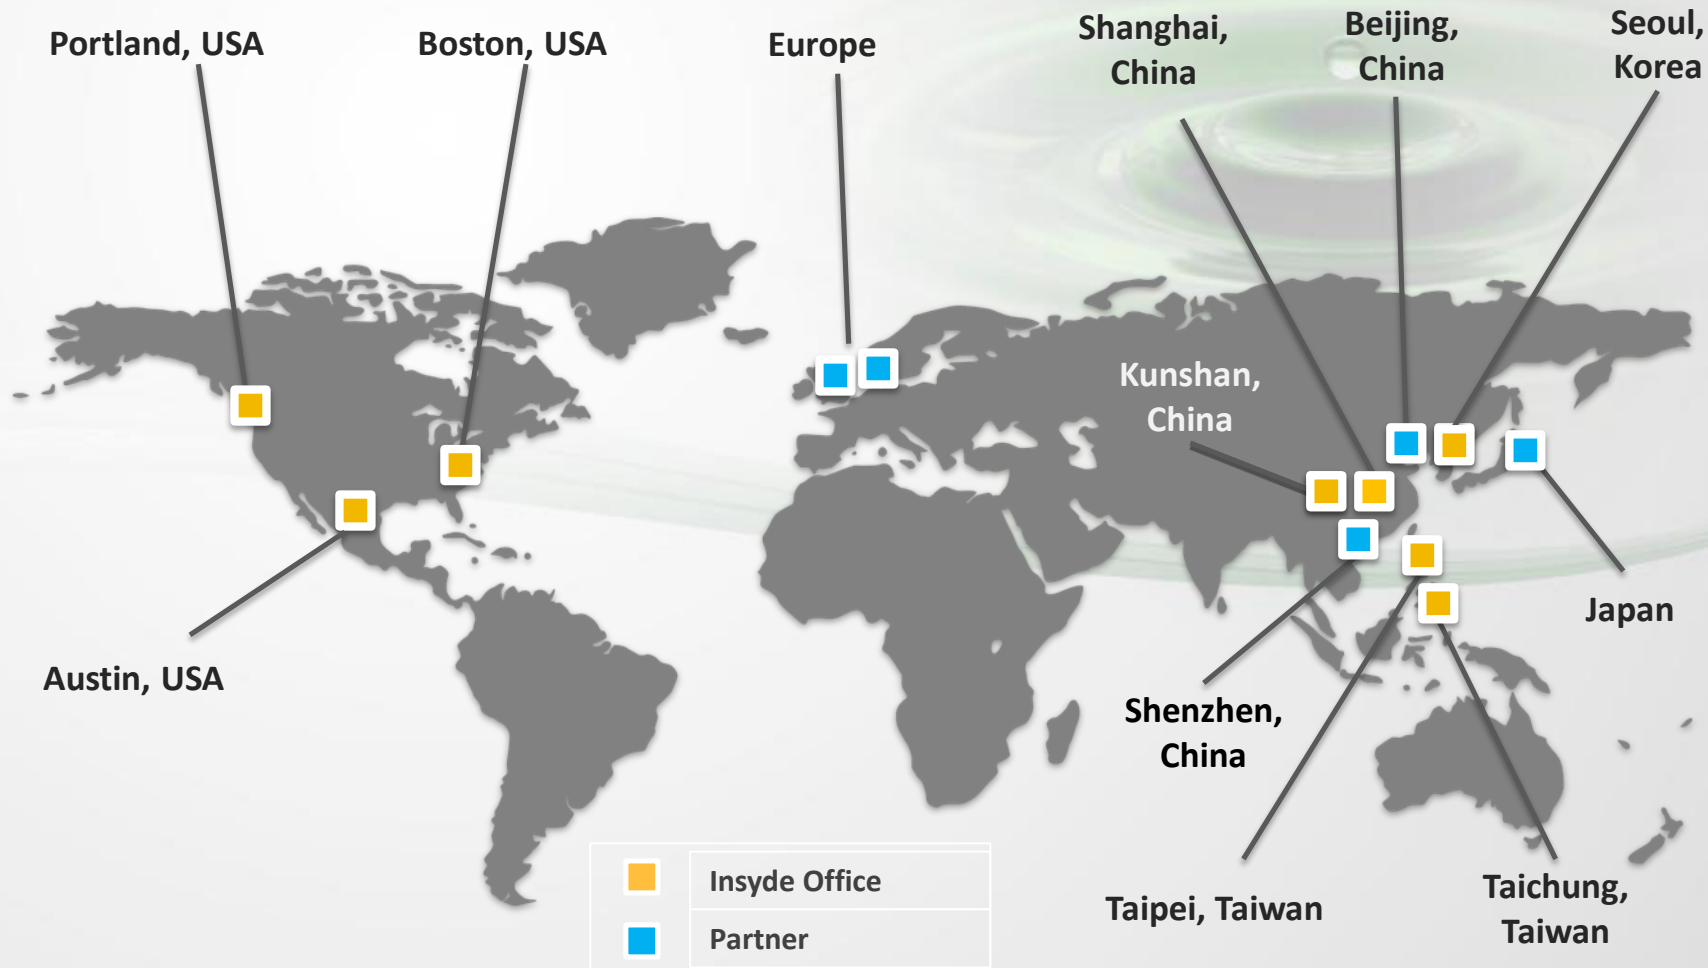 Portland, USA
Boston, USA
Europe
Shanghai,
China
Beijing,
China
Seoul,
Korea
Kunshan,
China
Japan
Austin, USA
Shenzhen,
China
Taipei, Taiwan
Taichung,
Taiwan
Insyde Office
Partner